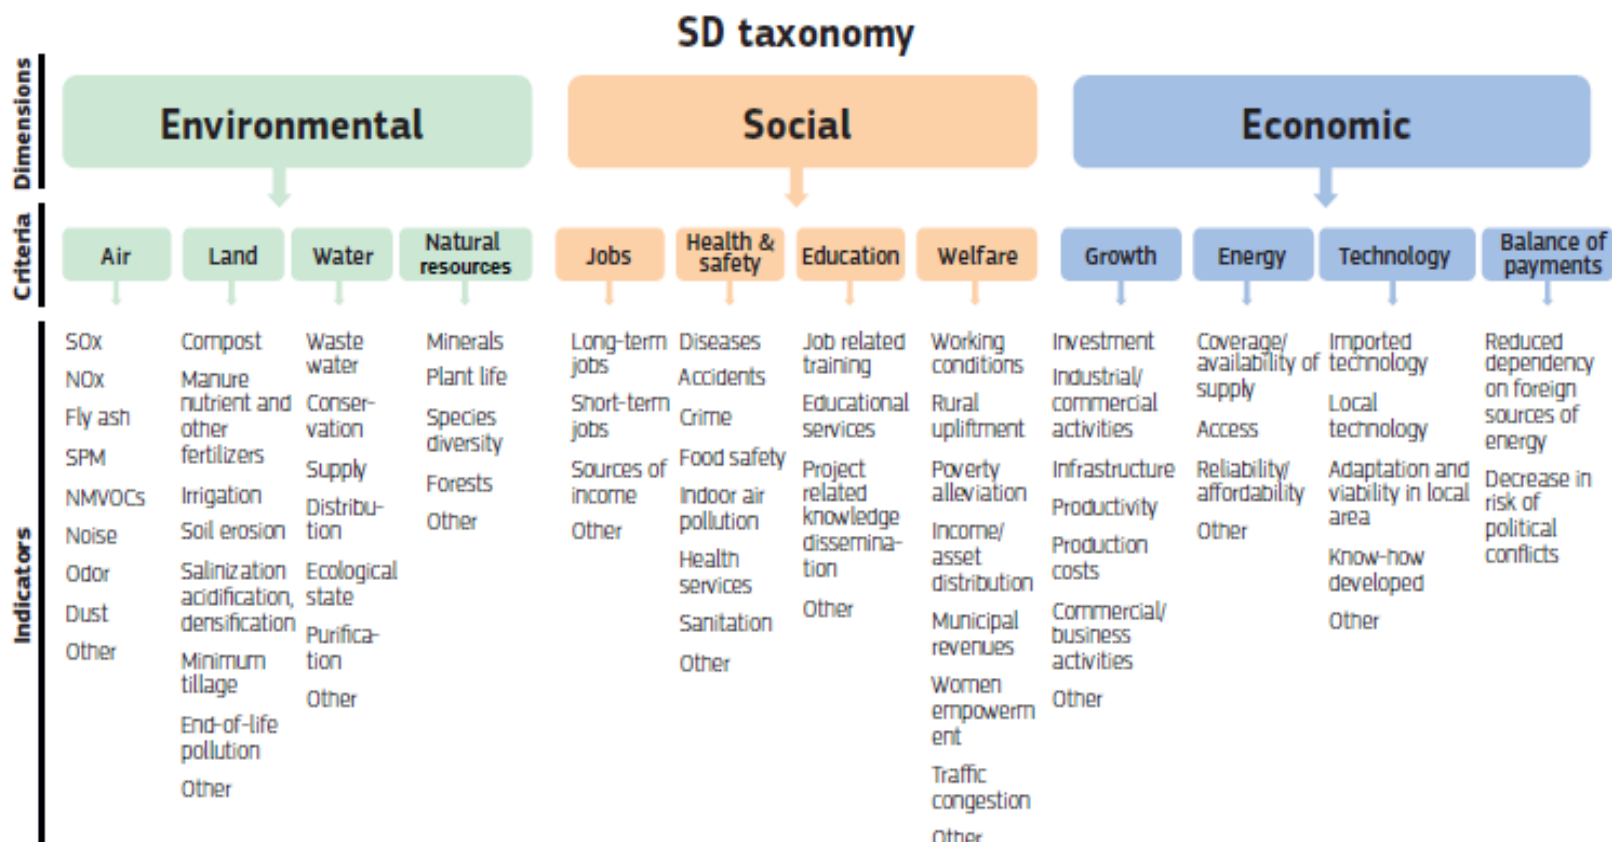 SD taxonomy
Dimensions
Environmental
Social
Economic
Criteria
Air
Land
Water
Natural
resources
Jobs
Health &
safety
Education
Welfare
Growth
Energy
Technology
Balance of
payments
Indicators
SOx
NOx
Fly ash
SPM
NMVOCs
Noise
Odor
Dust
Other
Compost
Manure
nutrient and
other
fertilizers
Irrigation
Soil erosion
Salinization
acidification,
densification
Minimum
tillage
End-of-life
pollution
Other
Waste
water
Conser-
vation
Supply
Distribu-
tion
Ecological
state
Purifica-
tion
Other
Minerals
Plant life
Species
diversity
Forests
Other
Long-term
jobs
Short-term
jobs
Sources of
income
Other
Diseases
Accidents
Crime
Food safety
Indoor air
pollution
Health
services
Sanitation
Other
Job related
training
Educational
services
Project
related
knowledge
dissemina-
tion
Other
Working
conditions
Rural
upliftment
Poverty
alleviation
Income/
asset
distribution
Municipal
revenues
Women
empowerm
ent
Traffic
congestion
Other
Investment
Industrial/
commercial
activities
Infrastructure
Productivity
Production
costs
Commercial/
business
activities
Other
Coverage/
availability of
supply
Access
Reliability/
affordability
Other
Imported
technology
Local
technology
Adaptation and
viability in local
area
Know-how
developed
Other
Reduced
dependency
on foreign
sources of
energy
Decrease in
risk of
political
conflicts